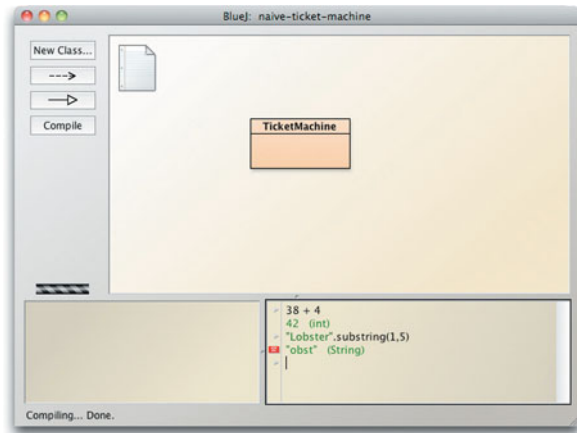 BlueJ: naive-ticket-machine
New Class...
Compile
TicketMachine
38 + 4
42 (int)
"Lobster".substring(1,5)
"obst" (String)
Compiling... Done.